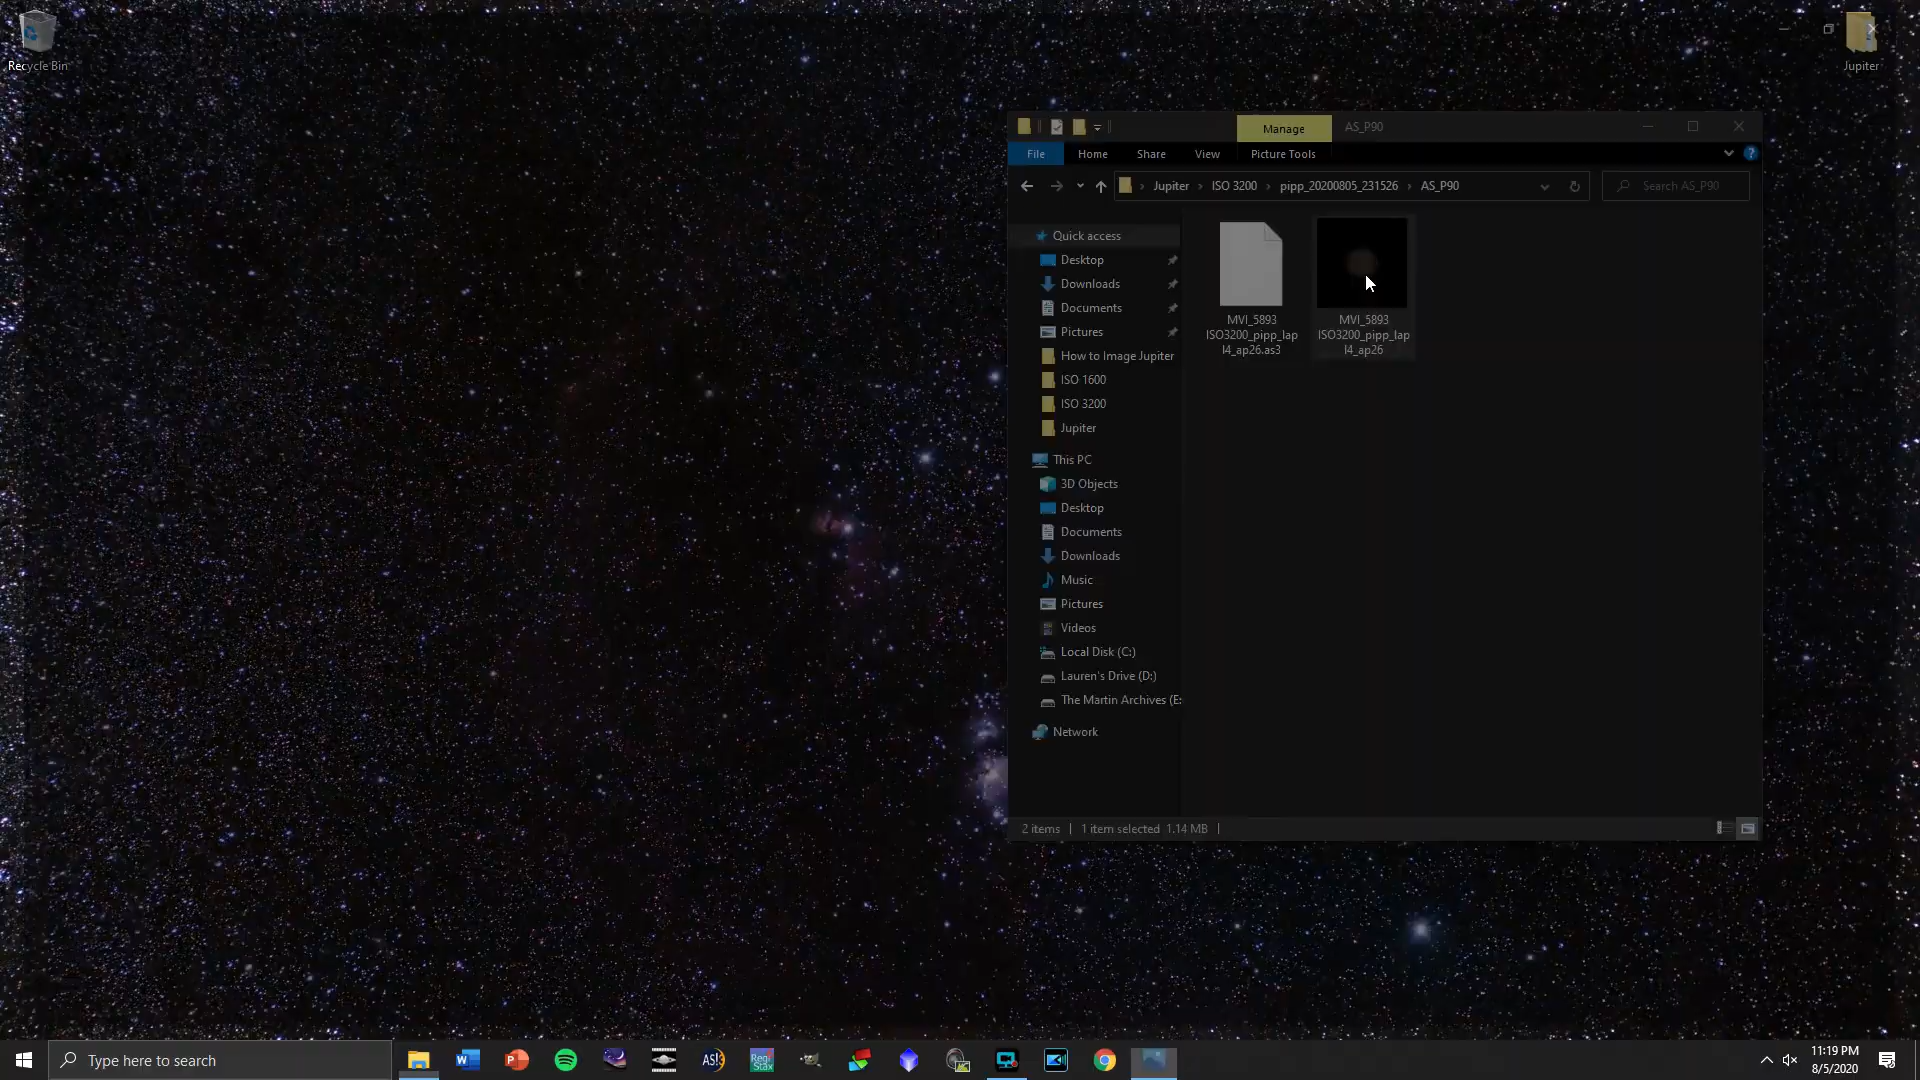 Recycle Bin
Jupiter
Manage
AS_P90
File
Home
Share
View
Picture Tools
Jupiter
ISO 3200
pipp_20200805_231526
AS_P90
Search AS_P90
Quick access
Desktop
Downloads
Documents
Pictures
How to Image Jupiter
ISO 1600
ISO 3200
Jupiter
This PC
3D Objects
Desktop
Documents
Downloads
Music
Pictures
Videos
Local Disk (C:)
Lauren's Drive (D:)
The Martin Archives (E:
Network
MVI_5893
ISO3200_pipp_lap
l4_ap26.as3
MVI_5893
ISO3200_pipp_lap
l4_ap26
2 items
1 item selected 1.14 MB
Type here to search
AS!3
Regi
Stax
11:19 PM
8/5/2020